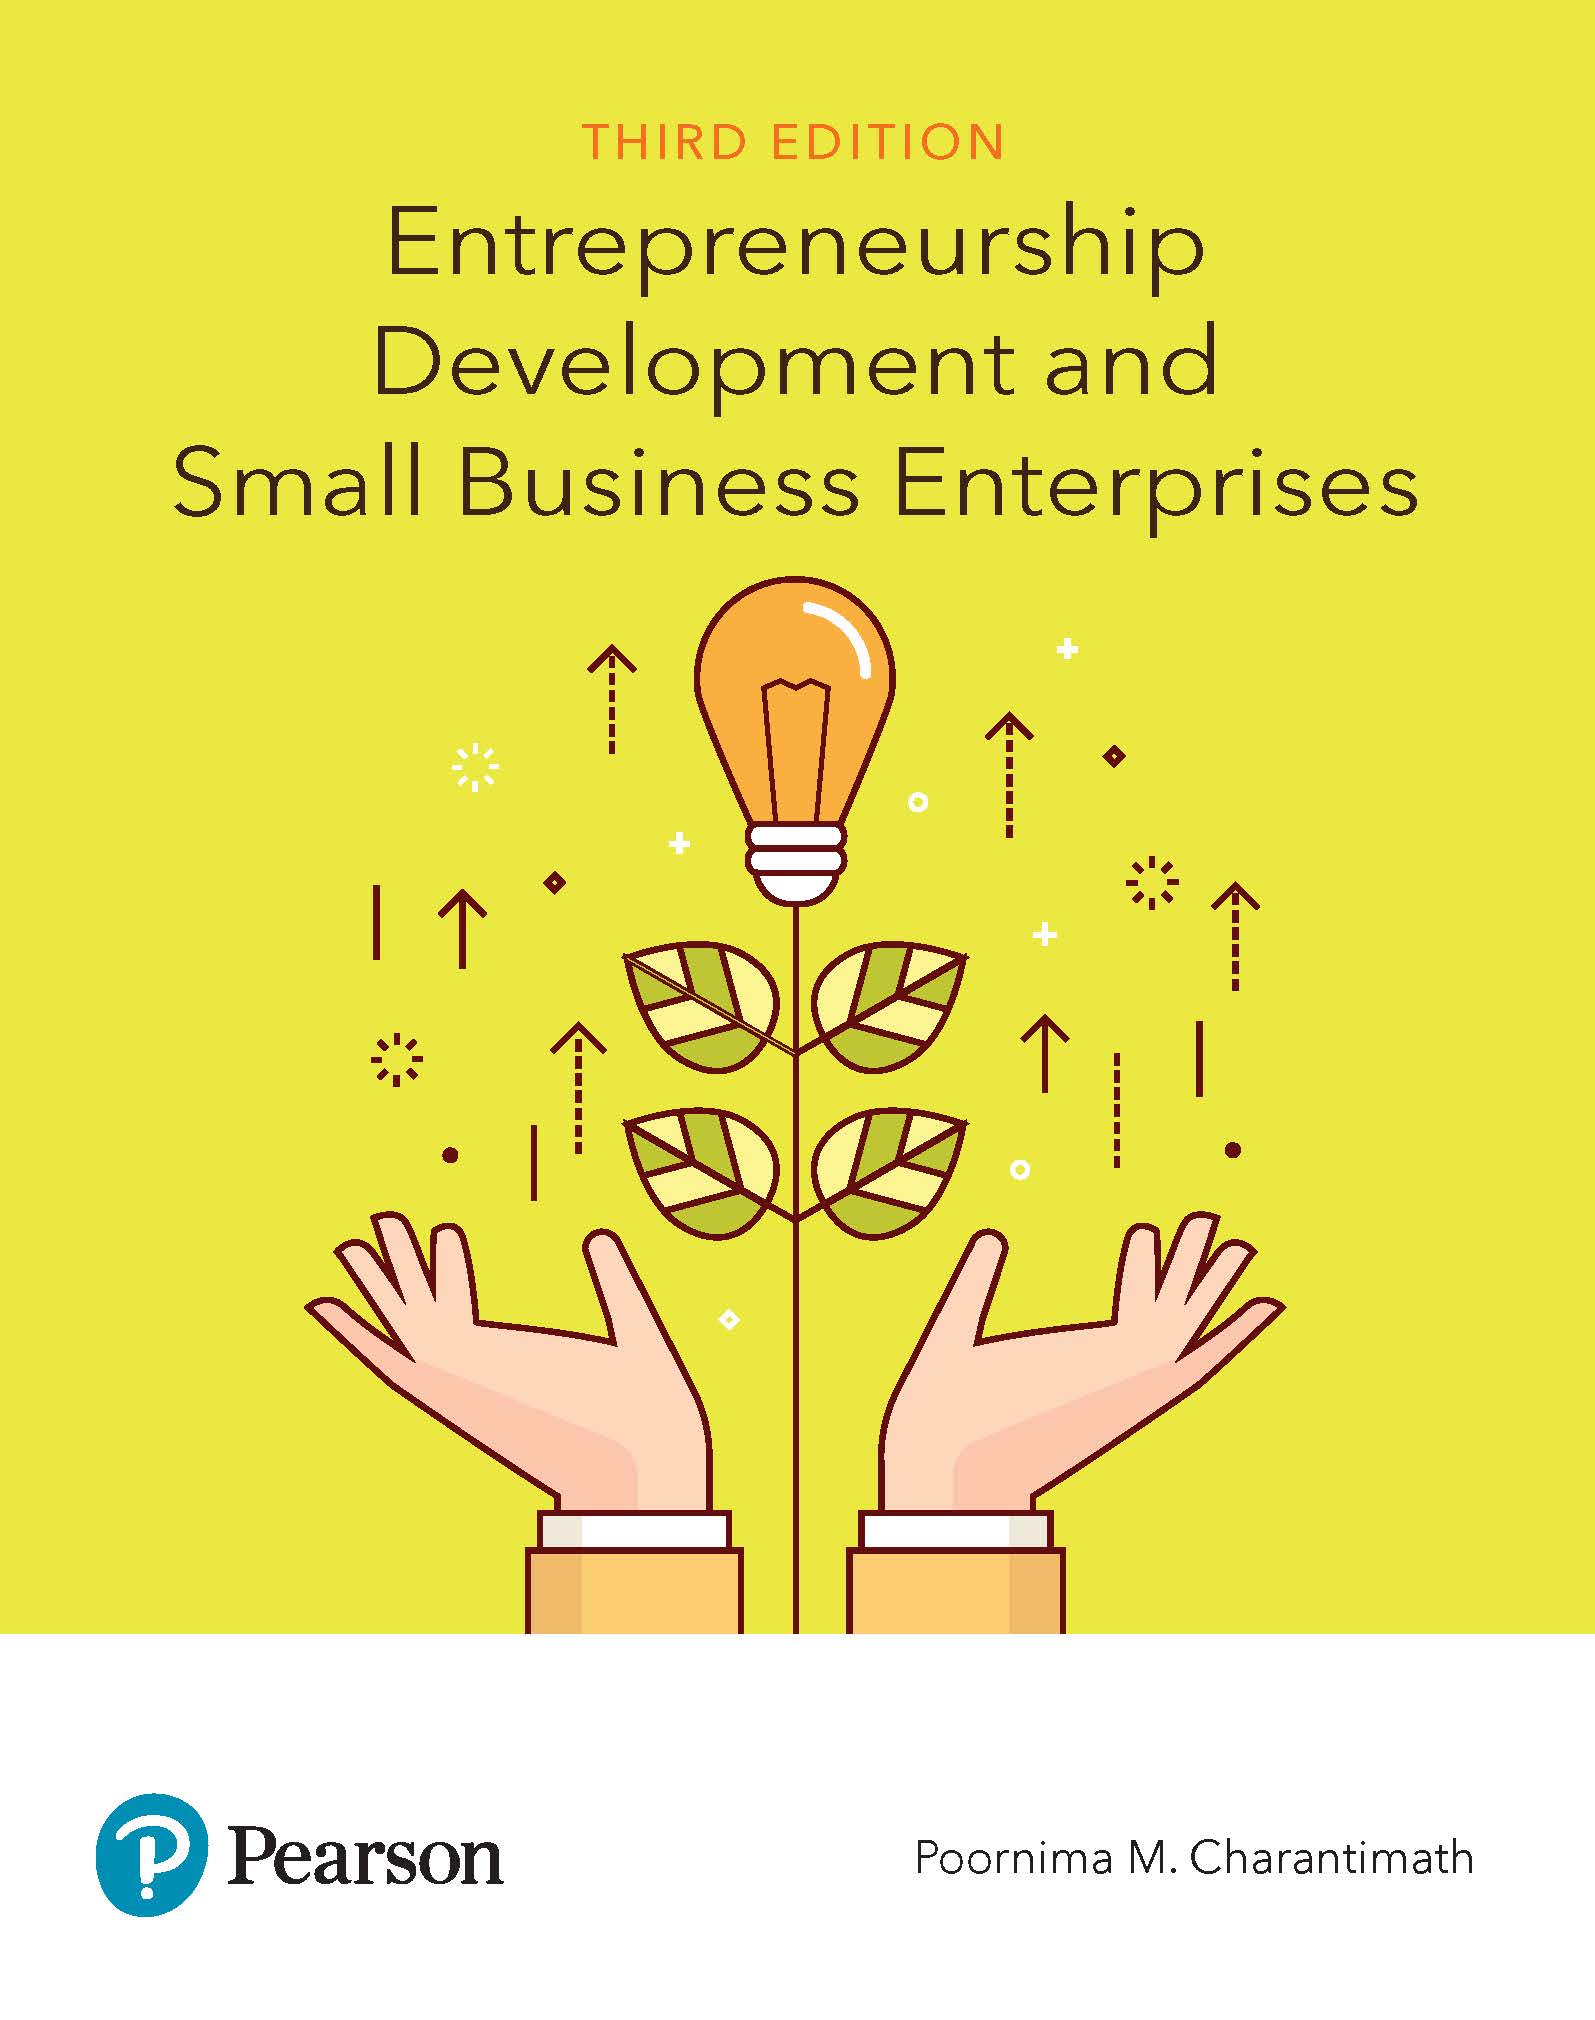 THIRD EDITION
Entrepreneurship
Development and
Small Business Enterprises
Pearson
Poornima M. Charantimath